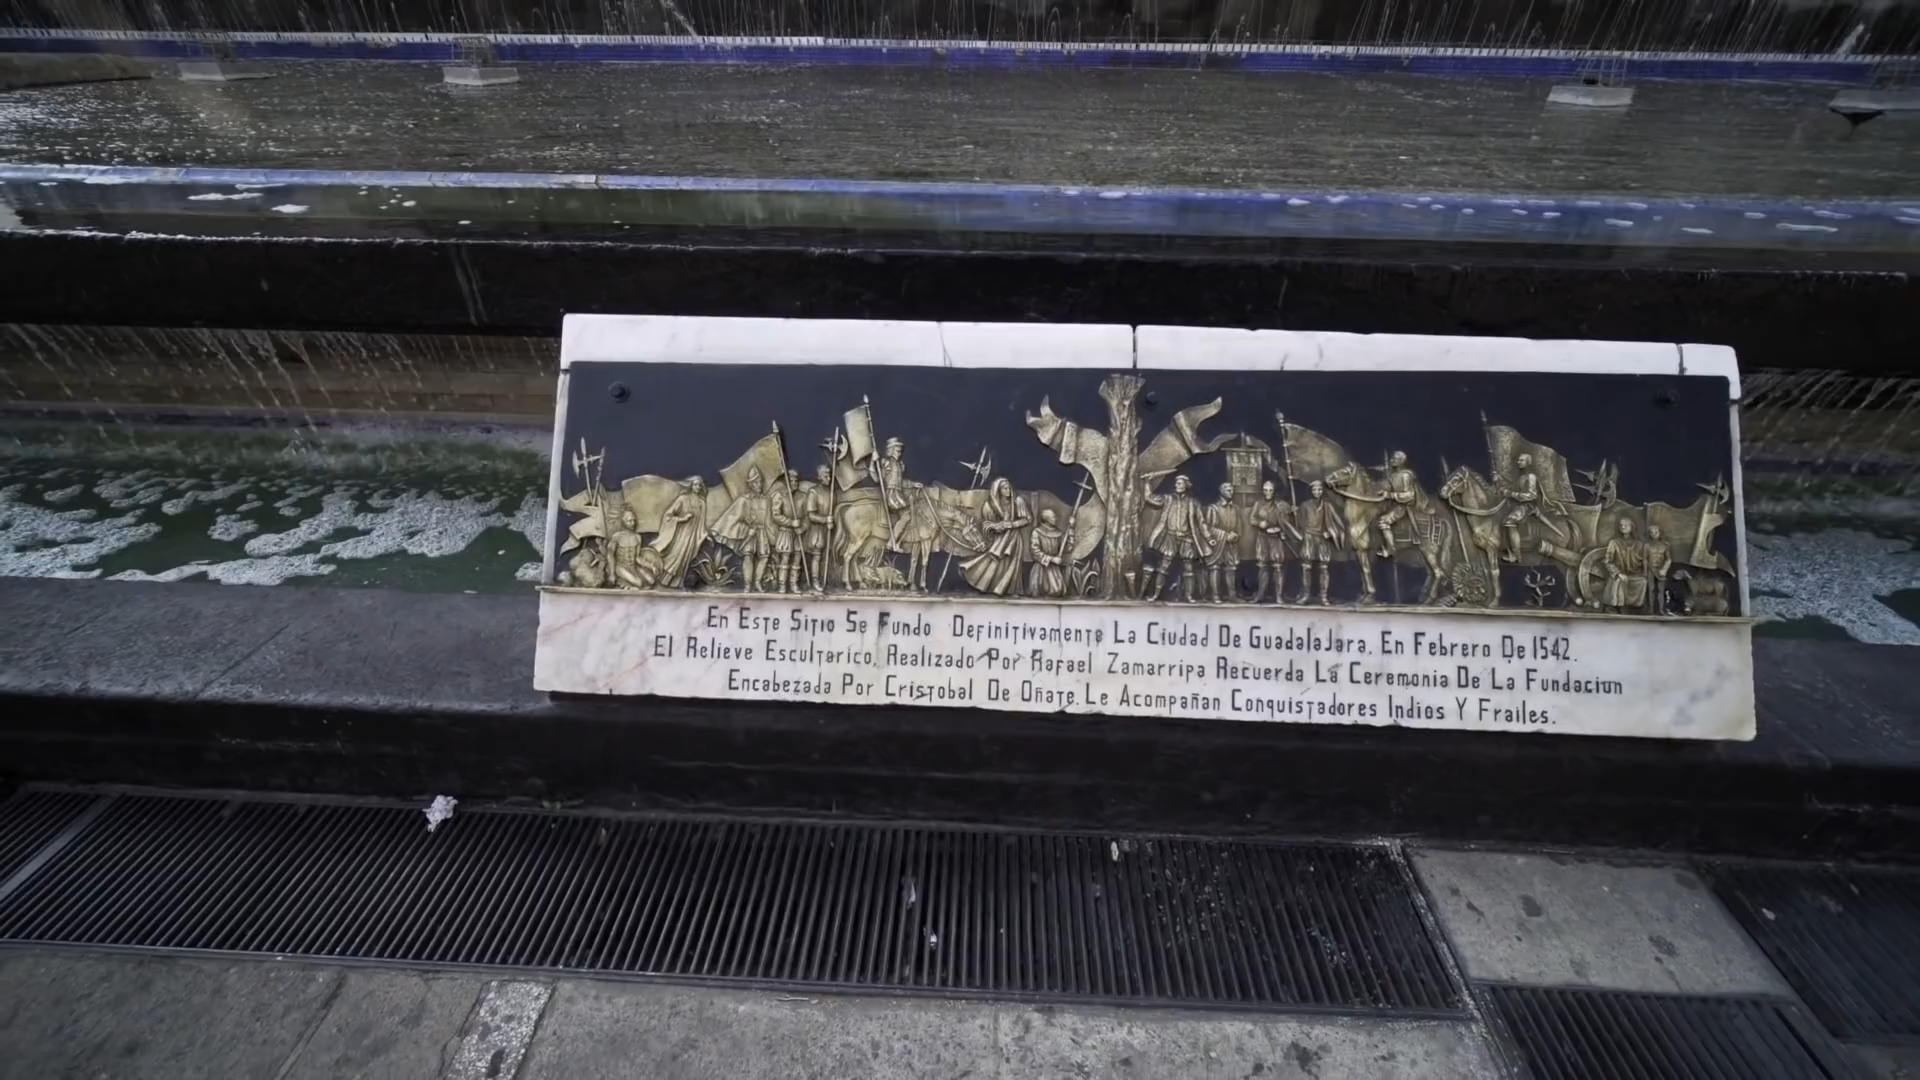 En Este Sitio Se Fundo Definitivamente La Ciudad De Guadalajara. En Febrero De 1542.
El Relieve Escultarico, Realizado Por Rafael Zamarripa Recuerda La Ceremonia De La Fundacion
Encabezada Por Cristobal De Oñate. Le Acompañan Conquistadores Indios Y Frailes.